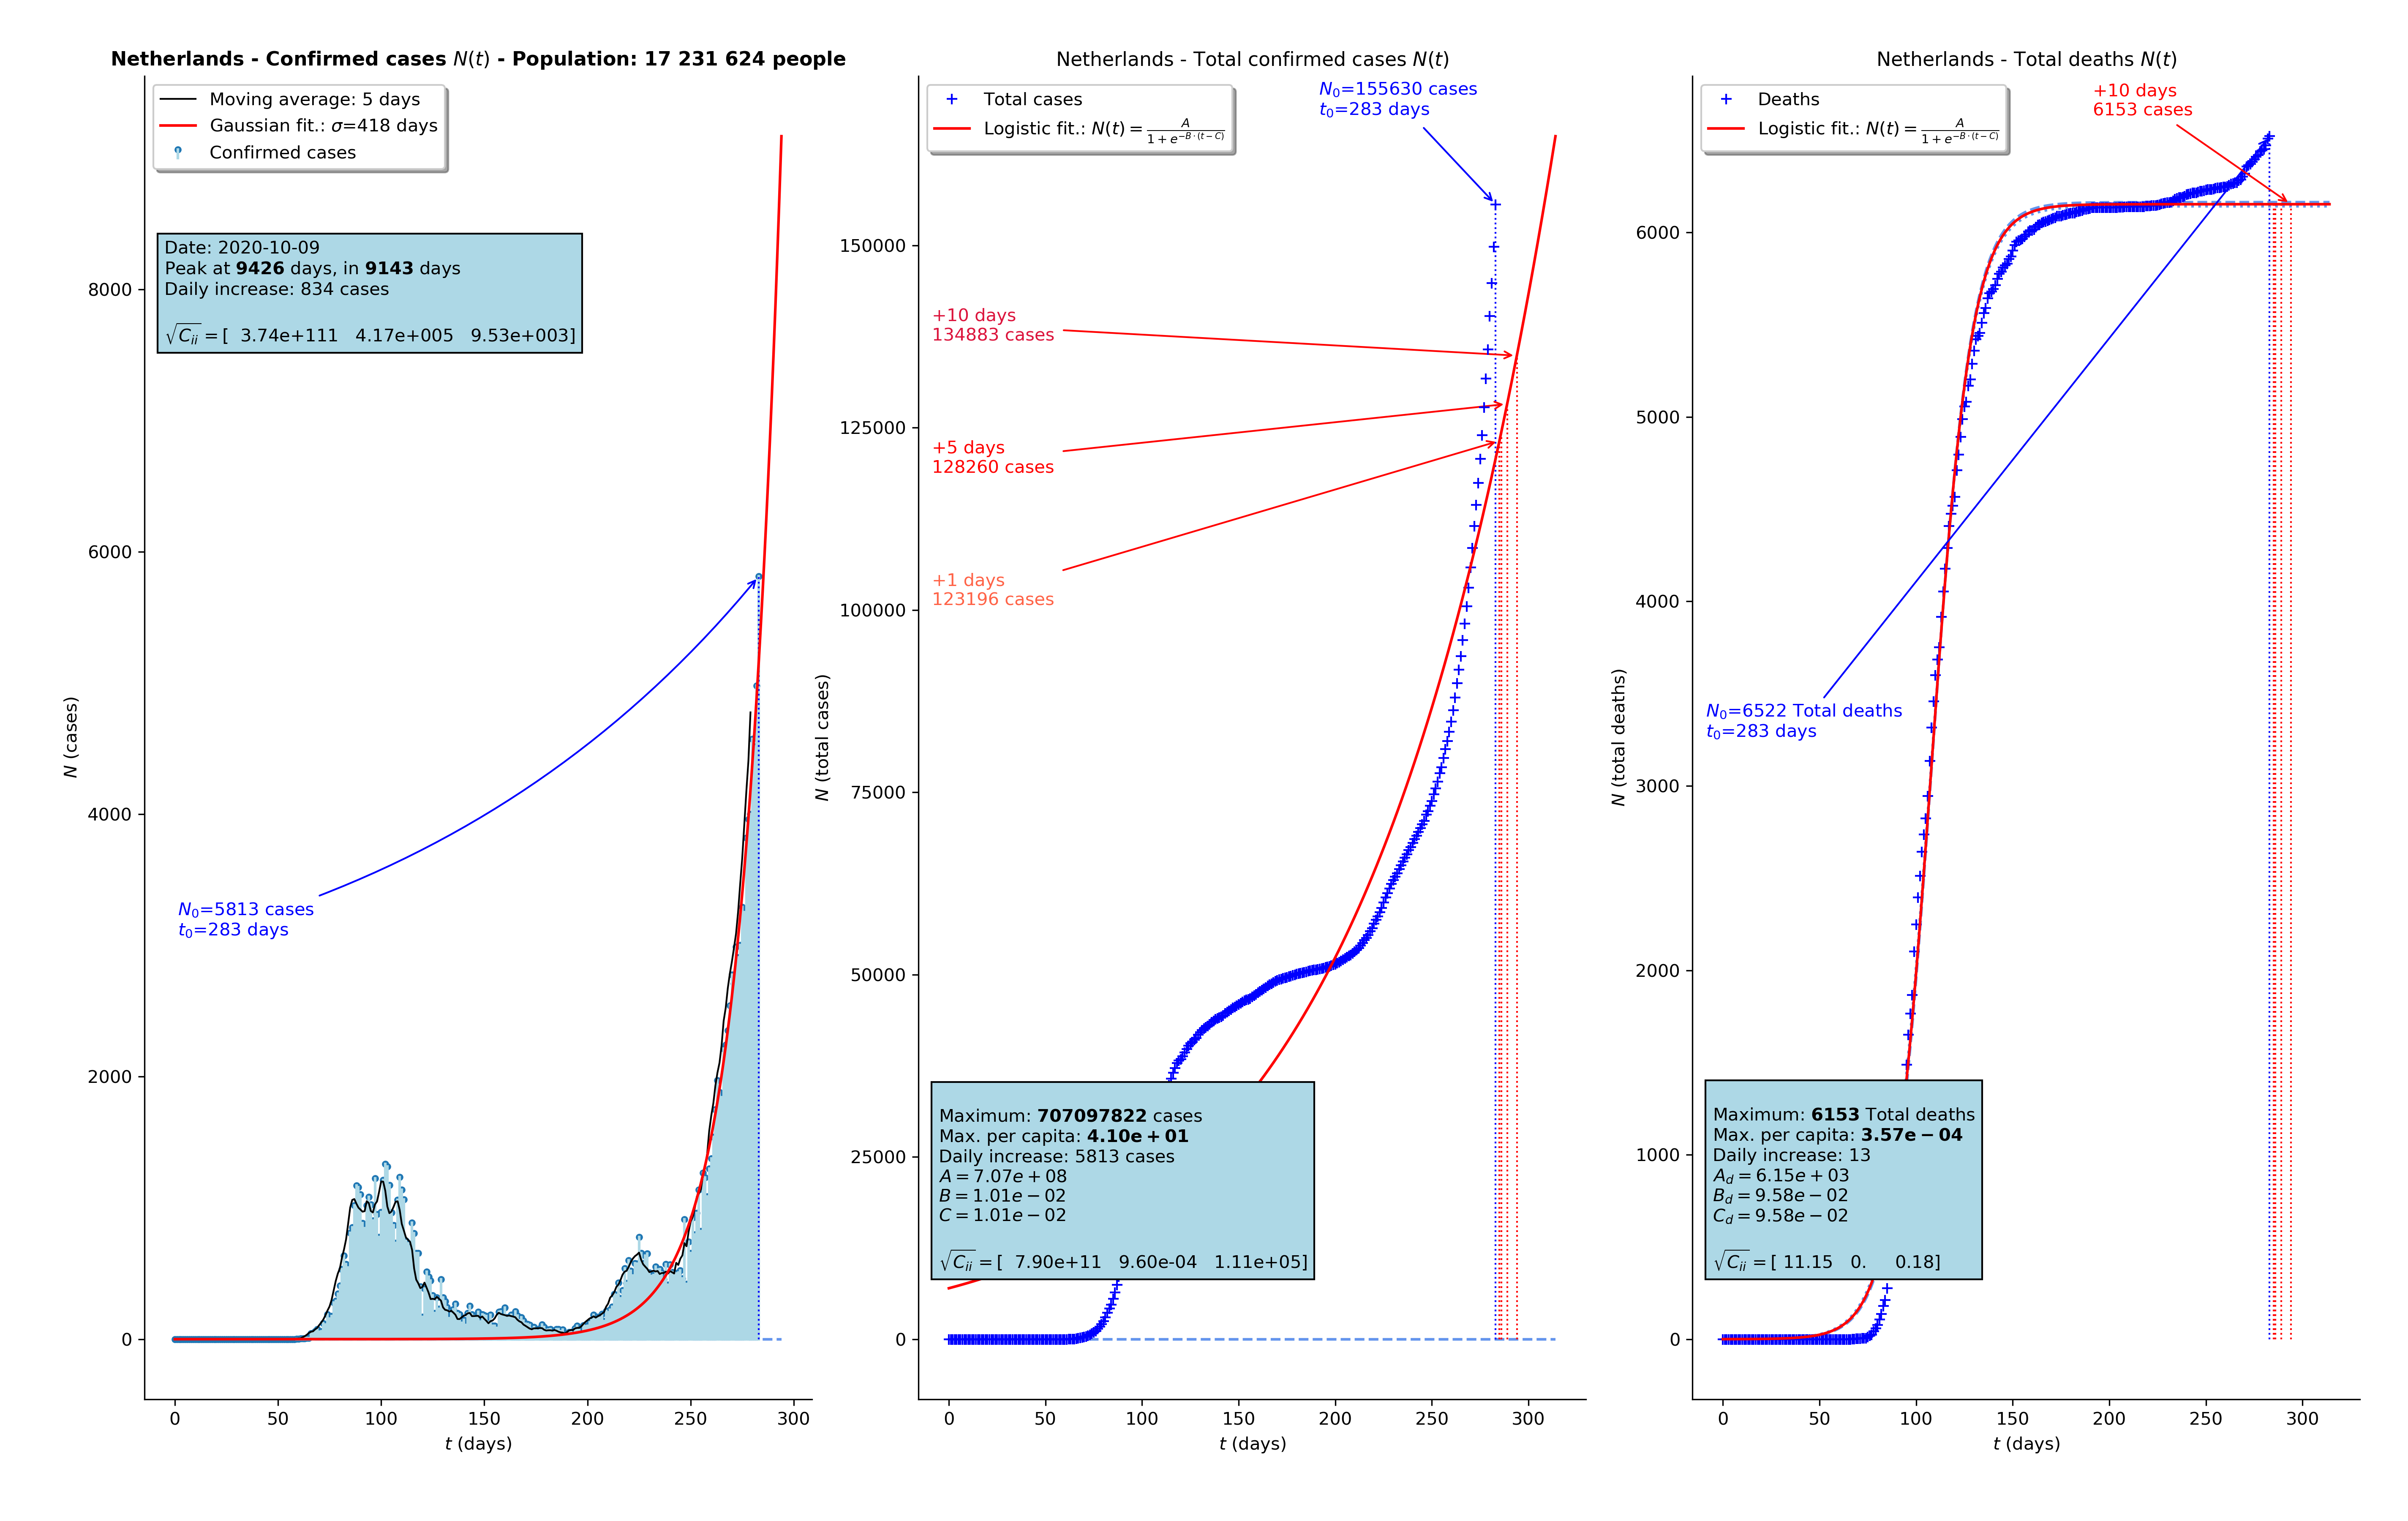 Netherlands - Confirmed cases N(t) - Population: 17 231 624 people
Moving average: 5 days
Gaussian fit.: σ=418 days
Confirmed cases
Date: 2020-10-09
Peak at 9426 days, in 9143 days
Daily increase: 834 cases
√Cii = [ 3.74e+111 4.17e+005 9.53e+003]
N0=5813 cases
t0=283 days
N (cases)
8000
6000
4000
2000
0
0 50 100 150 200 250 300
t (days)
Netherlands - Total confirmed cases N(t)
Total cases
Logistic fit.: N(t) = A / 1 + e^−B·(t−C)
N0=155630 cases
t0=283 days
+10 days
134883 cases
+5 days
128260 cases
+1 days
123196 cases
N (total cases)
150000
125000
100000
75000
50000
25000
0
Maximum: 707097822 cases
Max. per capita: 4.10e + 01
Daily increase: 5813 cases
A = 7.07e + 08
B = 1.01e − 02
C = 1.01e − 02
√Cii = [ 7.90e+11 9.60e-04 1.11e+05]
0 50 100 150 200 250 300
t (days)
Netherlands - Total deaths N(t)
Deaths
Logistic fit.: N(t) = A / 1 + e^−B·(t−C)
+10 days
6153 cases
N0=6522 Total deaths
t0=283 days
N (total deaths)
6000
5000
4000
3000
2000
1000
0
Maximum: 6153 Total deaths
Max. per capita: 3.57e − 04
Daily increase: 13
Ad = 6.15e + 03
Bd = 9.58e − 02
Cd = 9.58e − 02
√Cii = [ 11.15 0. 0.18]
0 50 100 150 200 250 300
t (days)